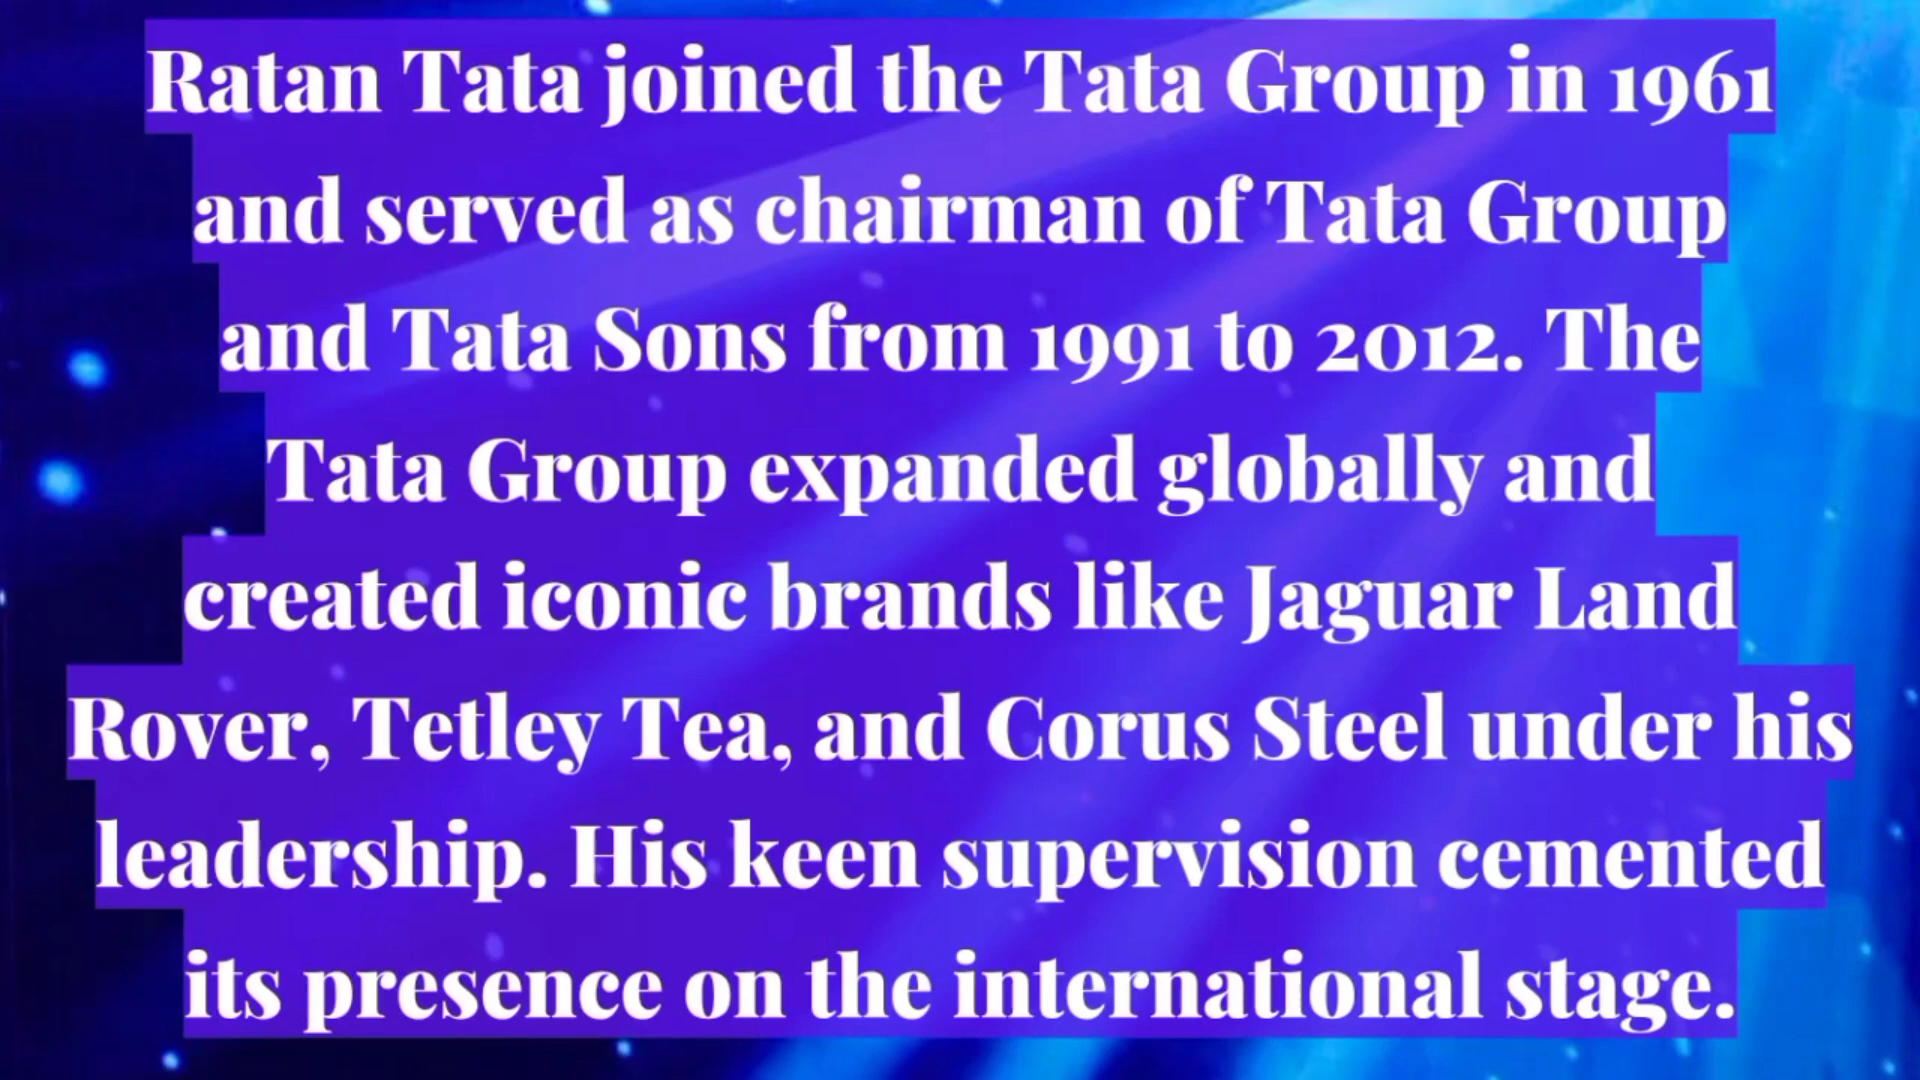 Ratan Tata joined the Tata Group in 1961
and served as chairman of Tata Group
and Tata Sons from 1991 to 2012. The
Tata Group expanded globally and
created iconic brands like Jaguar Land
Rover, Tetley Tea, and Corus Steel under his
leadership. His keen supervision cemented
its presence on the international stage.